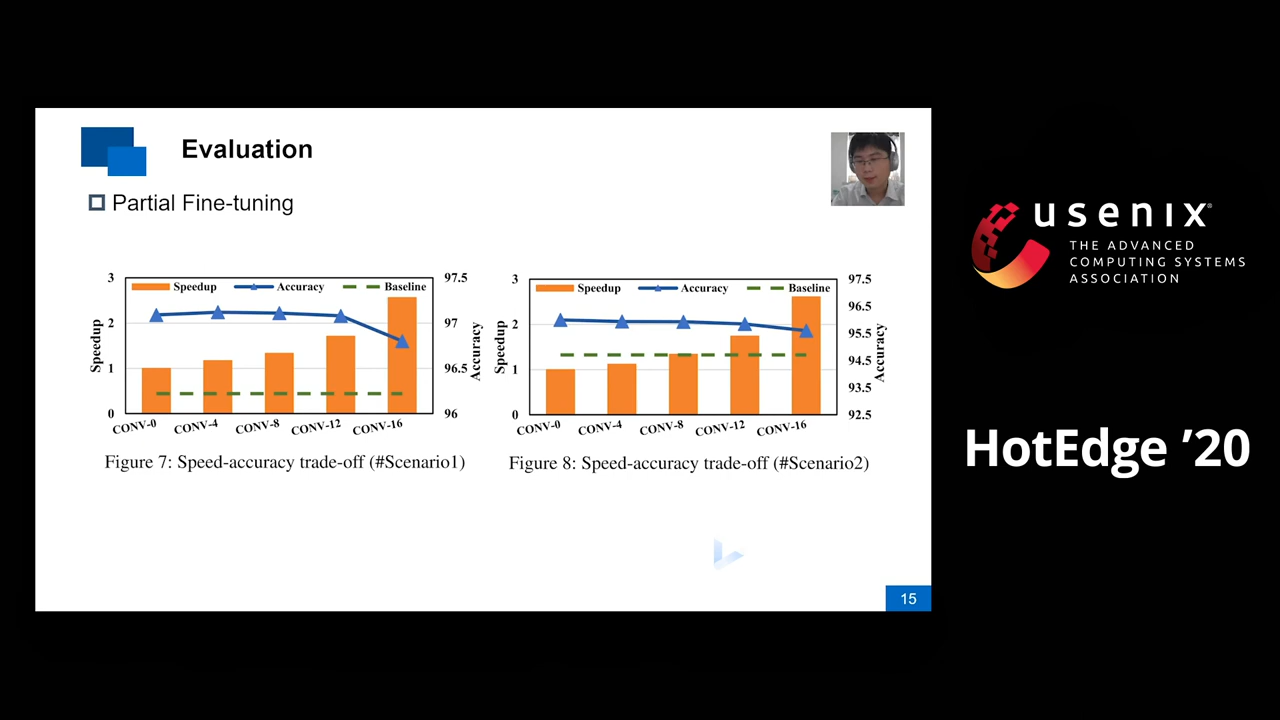 Evaluation
Partial Fine-tuning
Speedup Accuracy Baseline
3
2
1
0
Speedup
97.5
97
96.5
96
Accuracy
CONV-0 CONV-4 CONV-8 CONV-12 CONV-16
Figure 7: Speed-accuracy trade-off (#Scenario1)
Speedup Accuracy Baseline
3
2
1
0
Speedup
97.5
96.5
95.5
94.5
93.5
92.5
Accuracy
CONV-0 CONV-4 CONV-8 CONV-12 CONV-16
Figure 8: Speed-accuracy trade-off (#Scenario2)
15
usenix®
THE ADVANCED
COMPUTING SYSTEMS
ASSOCIATION
HotEdge ’20